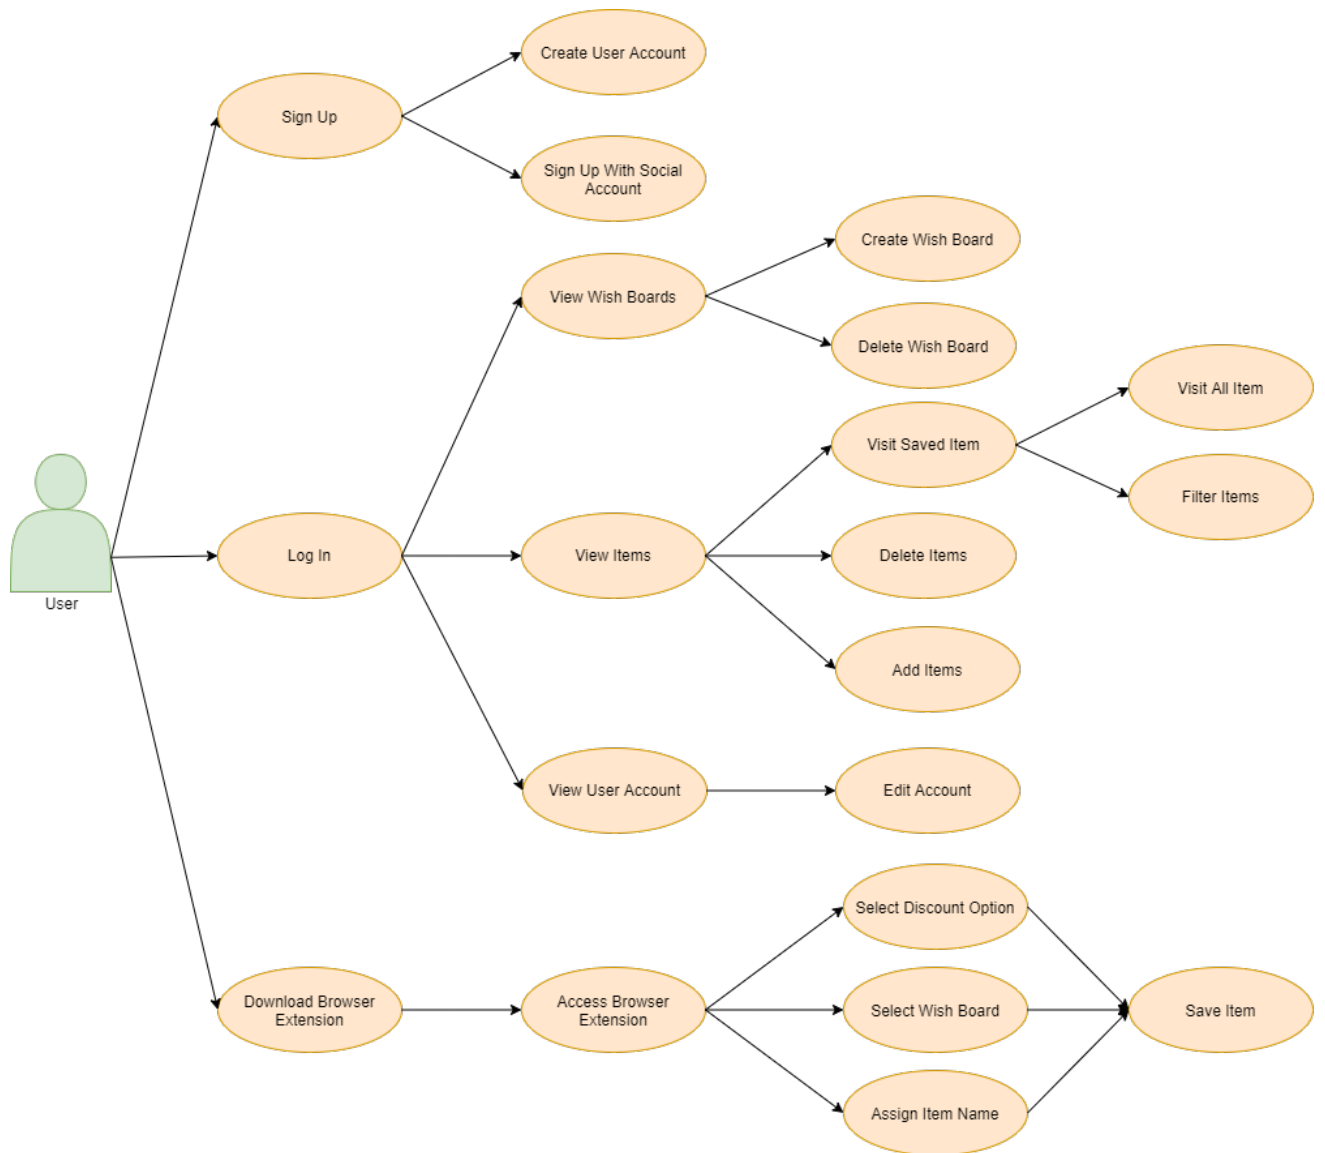 Create User Account
Sign Up
Sign Up With Social
Account
Create Wish Board
View Wish Boards
Delete Wish Board
Visit All Item
Visit Saved Item
Filter Items
Log In
View Items
Delete Items
User
Add Items
View User Account
Edit Account
Select Discount Option
Download Browser
Extension
Access Browser
Extension
Select Wish Board
Save Item
Assign Item Name